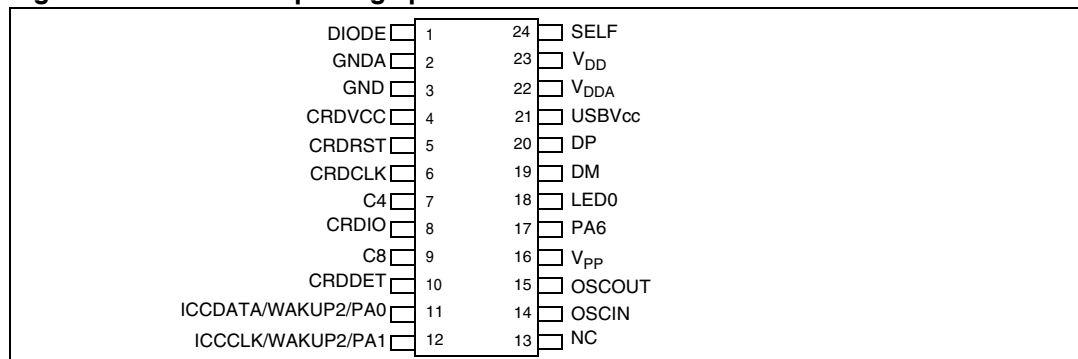 DIODE 1 24 SELF
GNDA 2 23 VDD
GND 3 22 VDDA
CRDVCC 4 21 USBVcc
CRDRST 5 20 DP
CRDCLK 6 19 DM
C4 7 18 LED0
CRDIO 8 17 PA6
C8 9 16 VPP
CRDDET 10 15 OSCOUT
ICCDATA/WAKUP2/PA0 11 14 OSCIN
ICCCLK/WAKUP2/PA1 12 13 NC